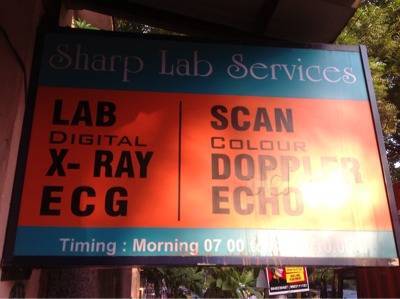 Sharp Lab Services
LAB
DIGITAL
X- RAY
ECG
SCAN
COLOUR
DOPPLER
ECHO
Timing : Morning 07 00